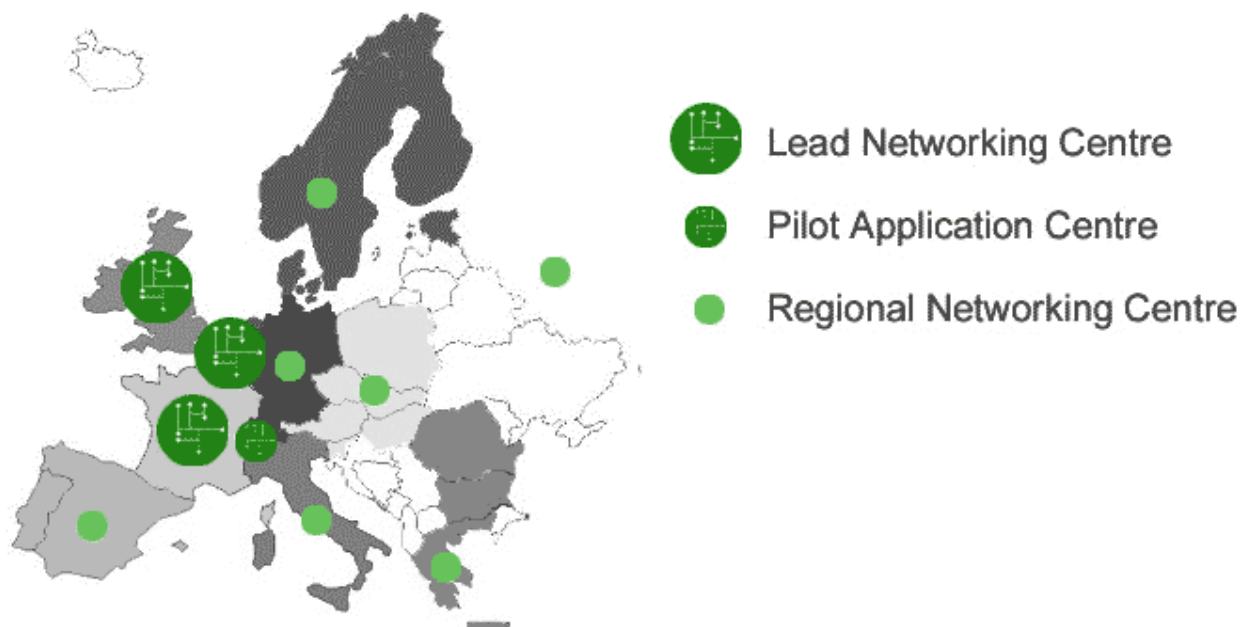 Lead Networking Centre
Pilot Application Centre
Regional Networking Centre